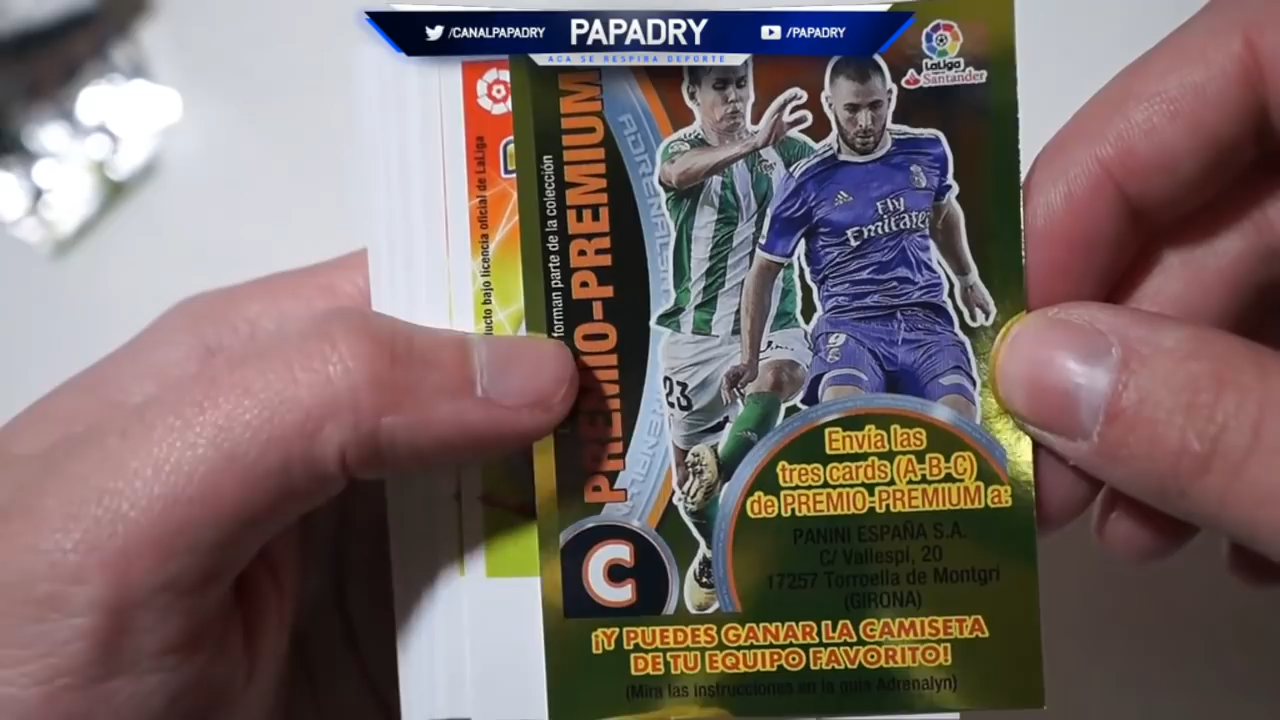 /CANALPAPADRY
PAPADRY
/PAPADRY
ACA SE RESPIRA DEPORTE
LaLiga
Santander
ucto bajo licencia oficial de LaLiga
forman parte de la colección
PREMIO-PREMIUM
Fly
Emirates
9
23
Envía las
tres cards (A-B-C)
de PREMIO-PREMIUM a:
PANINI ESPAÑA S.A.
C/ Vallespí, 20
17257 Torroella de Montgrí
(GIRONA)
C
¡Y PUEDES GANAR LA CAMISETA
DE TU EQUIPO FAVORITO!
(Mira las instrucciones en la guía Adrenalyn)